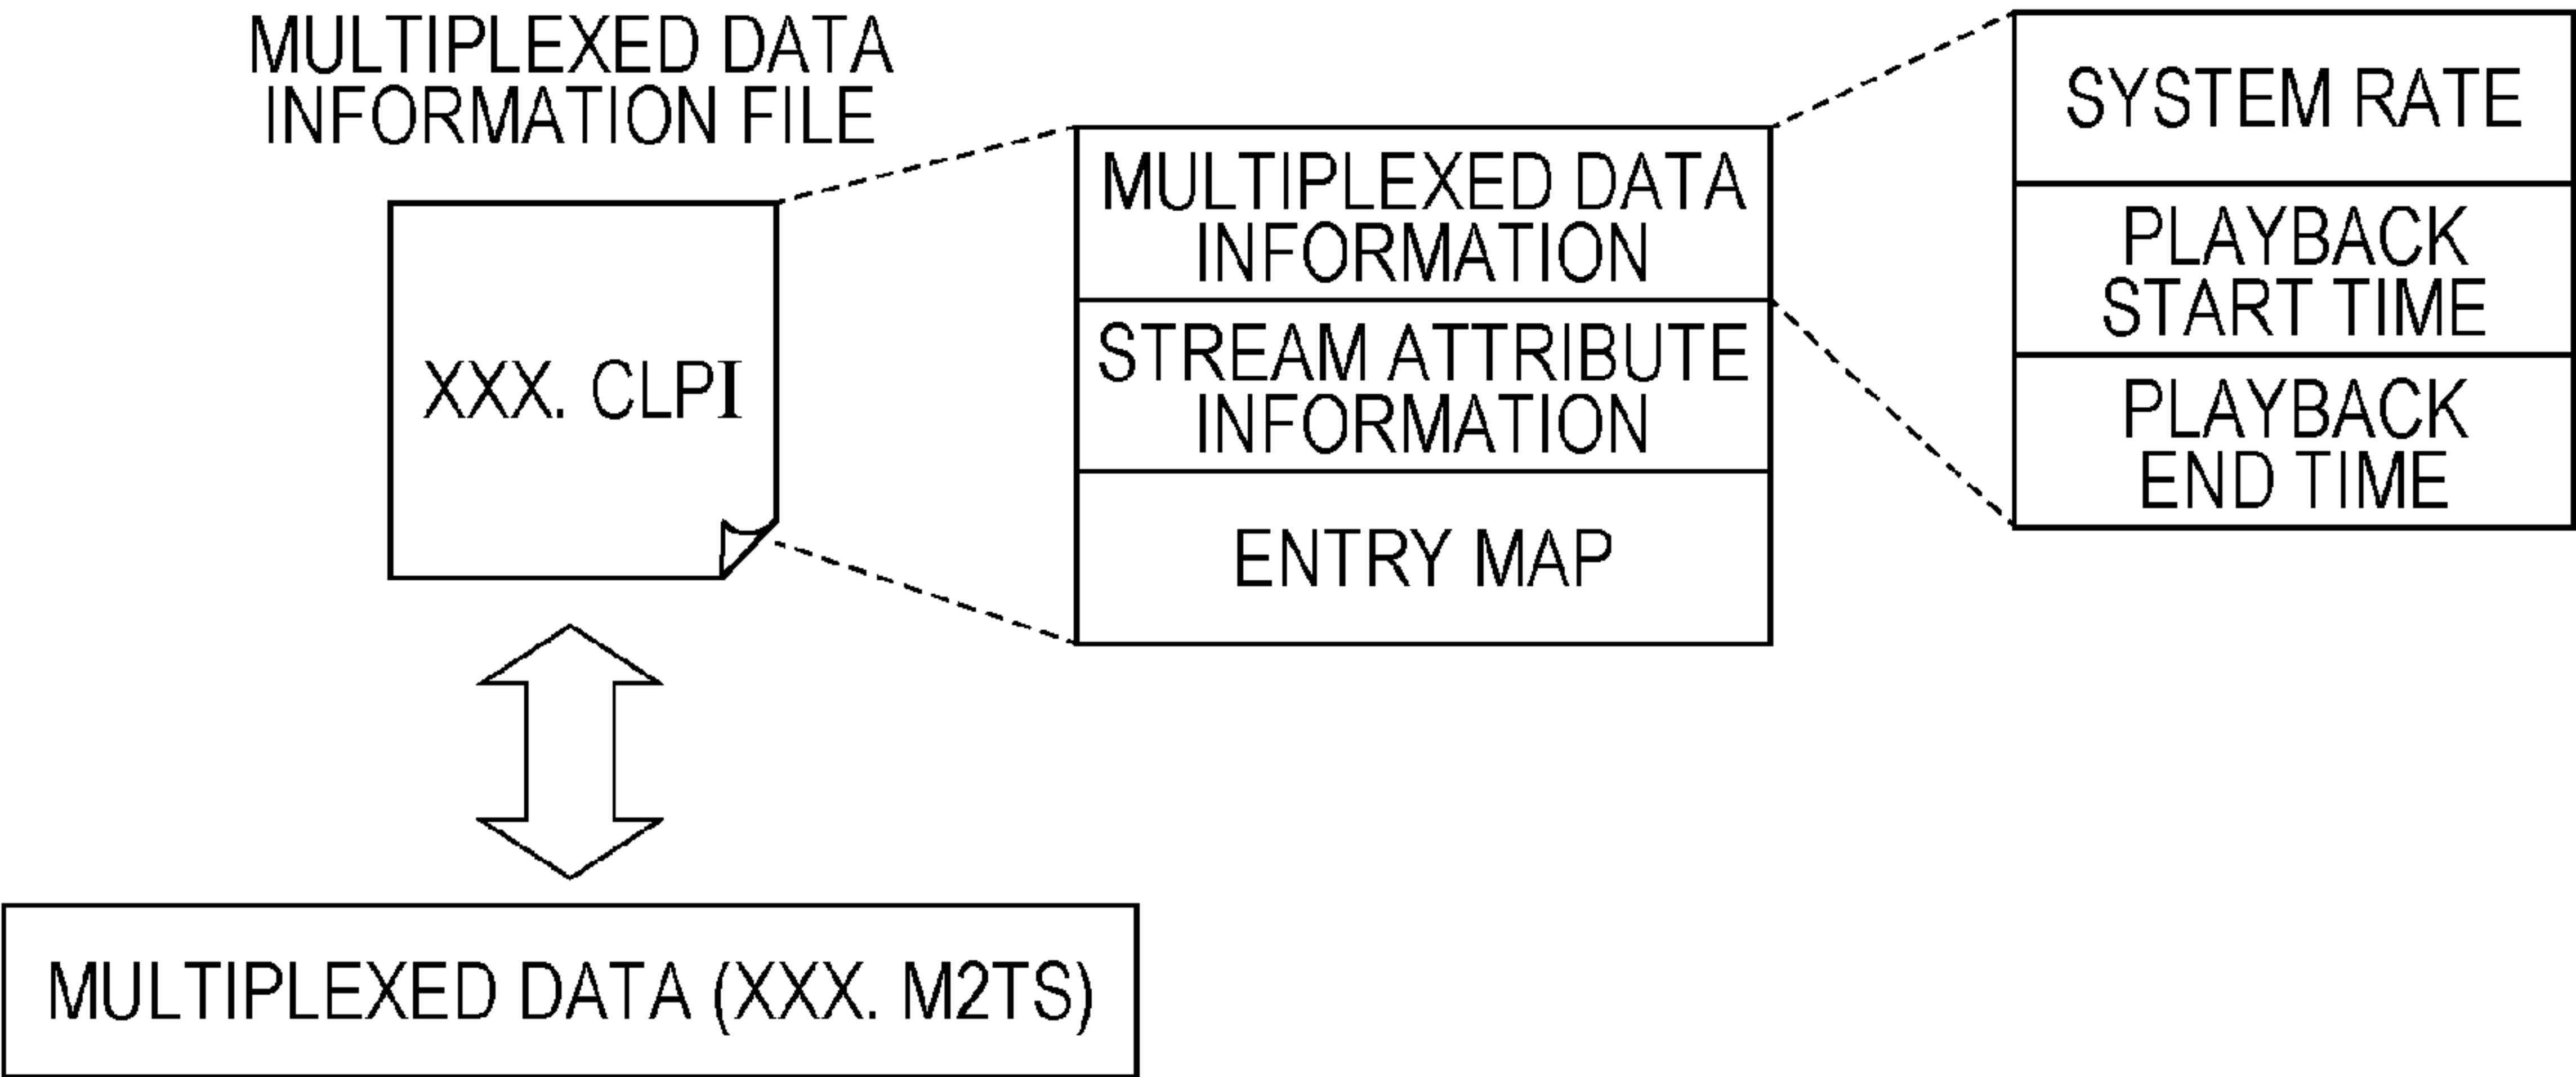 MULTIPLEXED DATA
INFORMATION FILE
XXX. CLPI
MULTIPLEXED DATA
INFORMATION
STREAM ATTRIBUTE
INFORMATION
ENTRY MAP
SYSTEM RATE
PLAYBACK
START TIME
PLAYBACK
END TIME
MULTIPLEXED DATA (XXX. M2TS)